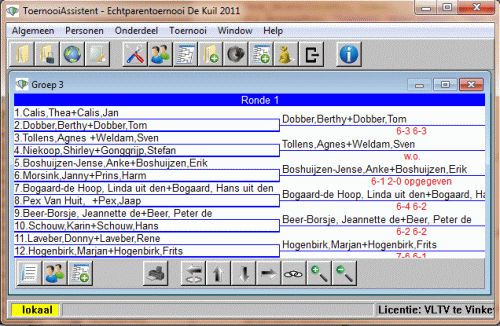 ToernooiAssistent - Echtparentoernooi De Kuil 2011
Algemeen Personen Onderdeel Toernooi Window Help
Groep 3
Ronde 1
1.Calis,Thea+Calis,Jan
2.Dobber,Berthy+Dobber,Tom
3.Tollens,Agnes +Weldam,Sven
4.Niekoop,Shirley+Gonggrijp,Stefan
5.Boshuijzen-Jense,Anke+Boshuijzen,Erik
6.Morsink,Janny+Prins,Harm
7.Bogaard-de Hoop, Linda uit den+Bogaard, Hans uit den
8.Pex Van Huit, +Pex,Jaap
9.Beer-Borsje, Jeannette de+Beer, Peter de
10.Schouw,Karin+Schouw,Hans
11.Laveber,Donny+Laveber,Rene
12.Hogenbirk,Marjan+Hogenbirk,Frits
Dobber,Berthy+Dobber,Tom
6-3 6-3
Tollens,Agnes+Weldam,Sven
w.o.
Boshuijzen-Jense,Anke+Boshuijzen,Erik
6-1 2-0 opgegeven
Bogaard-de Hoop, Linda uit den+Bogaard, Hans u
6-4 6-2
Beer-Borsje, Jeannette de+Beer, Peter de
6-2 6-2
Hogenbirk,Marjan+Hogenbirk,Frits
7-6 6-1
lokaal
Licentie: VLTV te Vinke